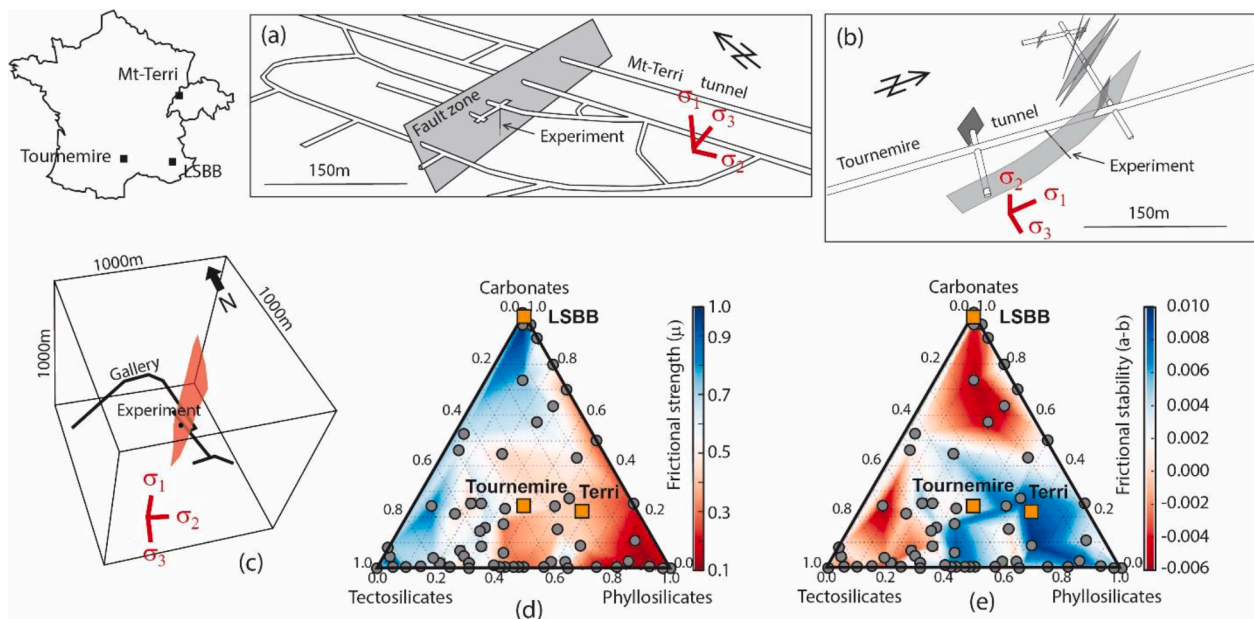 Mt-Terri
Tournemire
LSBB
(a)
N
Mt-Terri
tunnel
Fault zone
Experiment
σ1
σ3
σ2
150m
(b)
N
tunnel
Tournemire
Experiment
σ2
σ1
σ3
150m
1000m
1000m
1000m
N
Gallery
Experiment
σ1
σ2
σ3
(c)
Carbonates
0.0 1.0
LSBB
0.2
0.8
0.4
0.6
0.6
0.4
Tournemire
Terri
0.8
0.2
1.0
0.0
0.0
0.2
0.4
0.6
0.8
1.0
Tectosilicates
Phyllosilicates
(d)
1.0
0.9
0.7
0.6
0.5
0.4
0.3
0.1
Frictional strength (μ)
Carbonates
0.0 1.0
LSBB
0.2
0.8
0.4
0.6
0.6
0.4
Tournemire
Terri
0.8
0.2
1.0
0.0
0.0
0.2
0.4
0.6
0.8
1.0
Tectosilicates
Phyllosilicates
(e)
0.010
0.008
0.006
0.004
0.002
0.000
-0.002
-0.004
-0.006
Frictional stability (a-b)